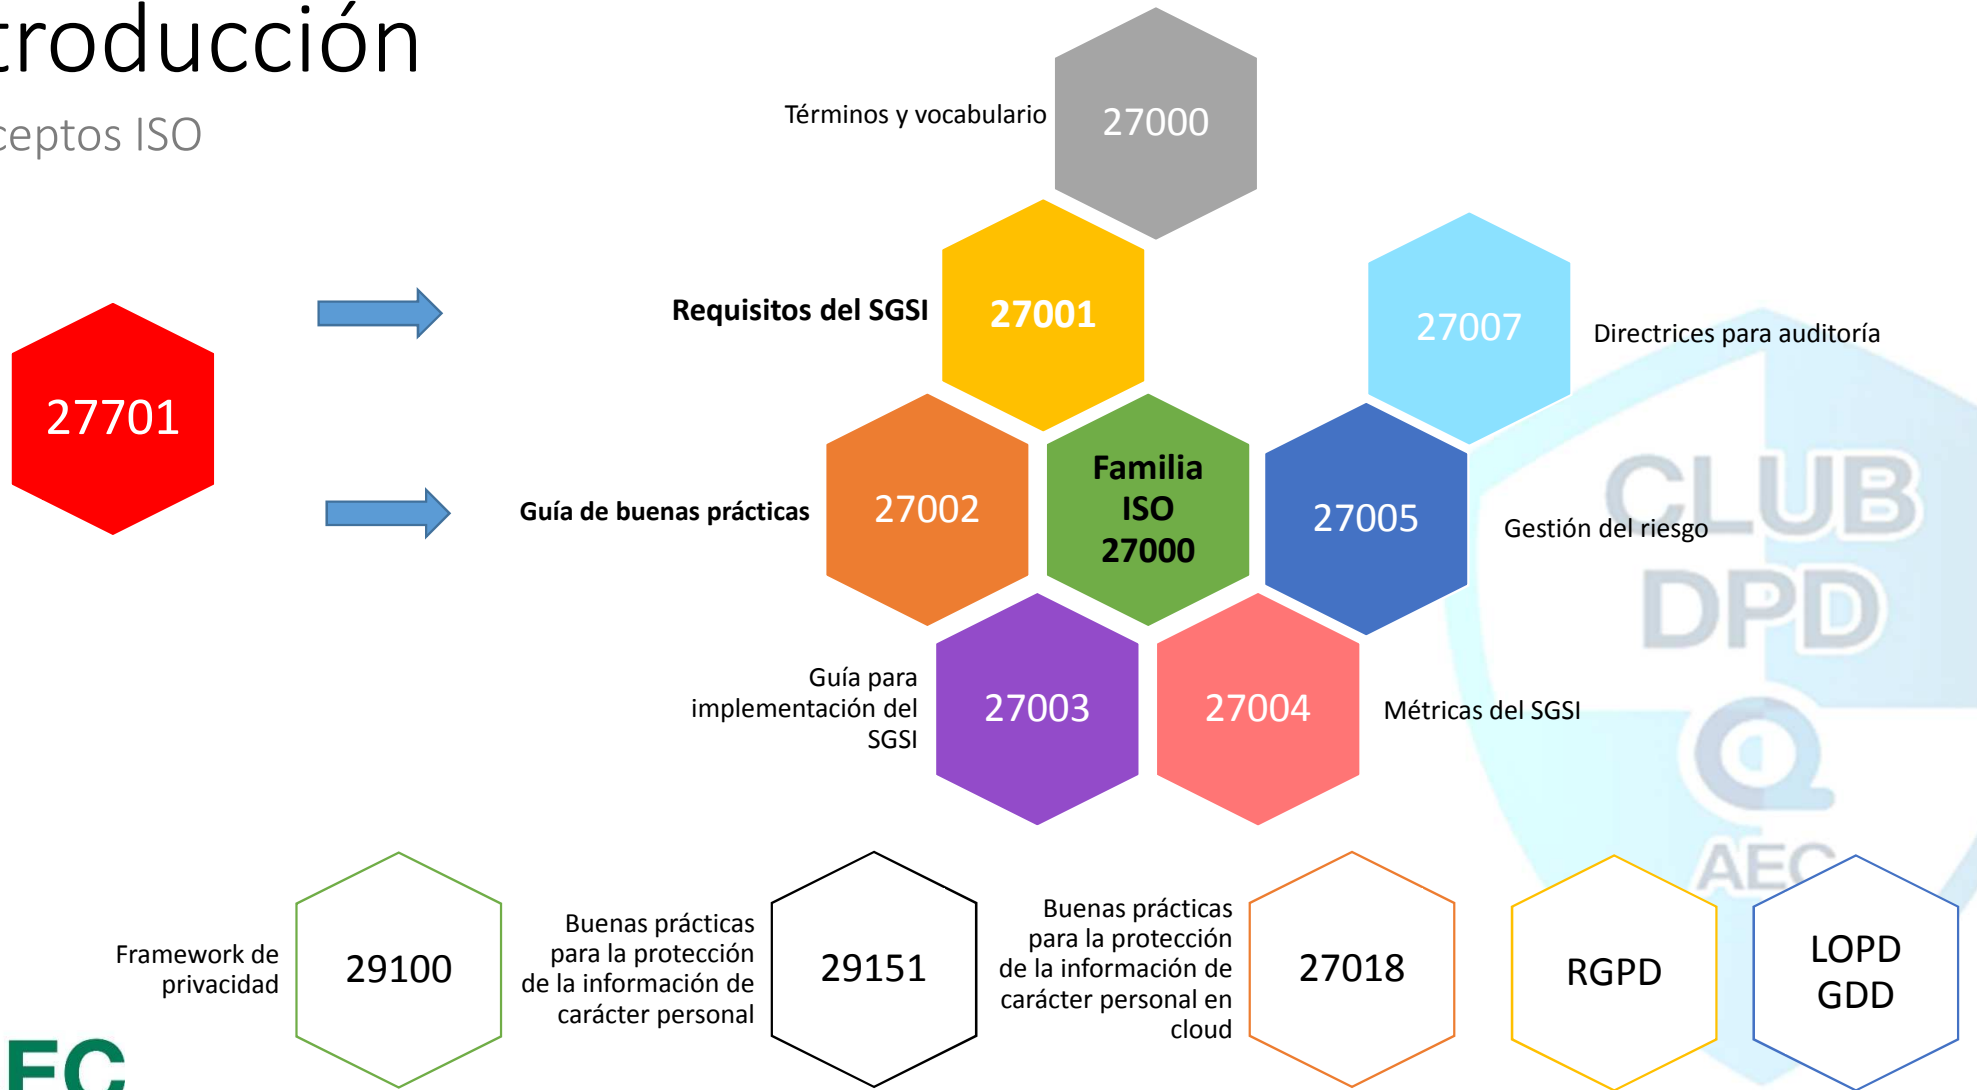 troducción
ceptos ISO
Términos y vocabulario
27000
Requisitos del SGSI
27001
27007
Directrices para auditoría
27701
Guía de buenas prácticas
27002
Familia
ISO
27000
27005
Gestión del riesgo
CLUB
DPD
Guía para
implementación del
SGSI
27003
27004
Métricas del SGSI
AEC
Framework de
privacidad
29100
Buenas prácticas
para la protección
de la información de
carácter personal
29151
Buenas prácticas
para la protección
de la información de
carácter personal en
cloud
27018
RGPD
LOPD
GDD
EC